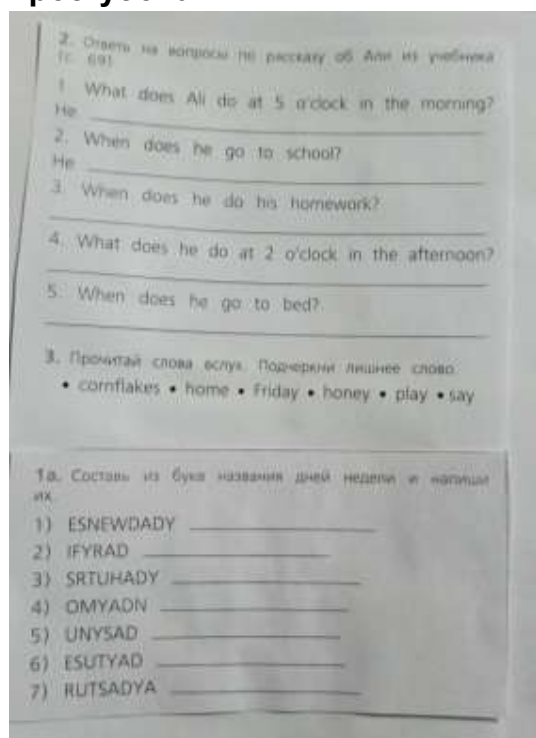 2. Ответь на вопросы по рассказу об Али из учебника
(с. 69).
1. What does Ali do at 5 o'clock in the morning?
He
2. When does he go to school?
He
3. When does he do his homework?
4. What does he do at 2 o'clock in the afternoon?
5. When does he go to bed?
3. Прочитай слова вслух. Подчеркни лишнее слово.
• cornflakes • home • Friday • honey • play • say
1a. Составь из букв названия дней недели и напиши
их.
1) ESNEWDADY
2) IFYRAD
3) SRTUHADY
4) OMYADN
5) UNYSAD
6) ESUTYAD
7) RUTSADYA